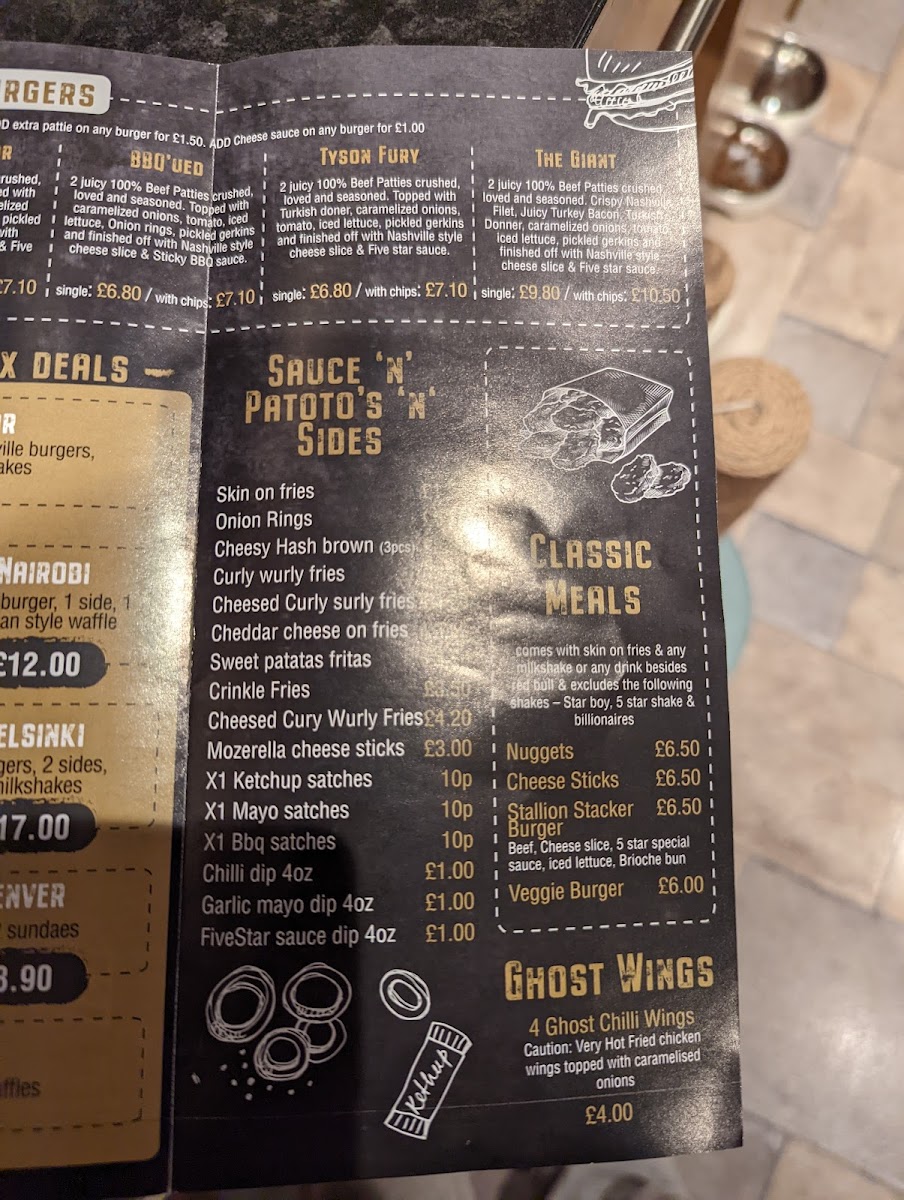 RGERS
D extra pattie on any burger for £1.50. ADD Cheese sauce on any burger for £1.00
BBQ'UED
2 juicy 100% Beef Patties crushed,
loved and seasoned. Topped with
caramelized onions, tomato, iced
lettuce, Onion rings, pickled gerkins
and finished off with Nashville style
cheese slice & Sticky BBQ sauce.
£7.10
single: £6.80 / with chips: £7.10
TYSON FURY
2 juicy 100% Beef Patties crushed,
loved and seasoned. Topped with
Turkish doner, caramelized onions,
tomato, iced lettuce, pickled gerkins
and finished off with Nashville style
cheese slice & Five star sauce.
single: £6.80 / with chips: £7.10
THE GIANT
2 juicy 100% Beef Patties crushed,
loved and seasoned. Crispy Nashville
Filet, Juicy Turkey Bacon, Turkish
Donner, caramelized onions, tomato,
iced lettuce, pickled gerkins and
finished off with Nashville style
cheese slice & Five star sauce.
single: £9.80 / with chips: £10.50
X DEALS
ville burgers,
akes
NAIROBI
burger, 1 side, 1
an style waffle
£12.00
ELSINKI
gers, 2 sides,
milkshakes
17.00
ENVER
sundaes
3.90
affles
SAUCE 'N'
PATOTO'S 'N'
SIDES
Skin on fries
Onion Rings
Cheesy Hash brown (3pcs)
Curly wurly fries
Cheesed Curly surly fries
Cheddar cheese on fries
Sweet patatas fritas
Crinkle Fries £3.50
Cheesed Cury Wurly Fries £4.20
Mozerella cheese sticks £3.00
X1 Ketchup satches 10p
X1 Mayo satches 10p
X1 Bbq satches 10p
Chilli dip 4oz £1.00
Garlic mayo dip 4oz £1.00
FiveStar sauce dip 4oz £1.00
Ketchup
CLASSIC
MEALS
comes with skin on fries & any
milkshake or any drink besides
red bull & excludes the following
shakes – Star boy, 5 star shake &
billionaires
Nuggets £6.50
Cheese Sticks £6.50
Stallion Stacker £6.50
Burger
Beef, Cheese slice, 5 star special
sauce, iced lettuce, Brioche bun
Veggie Burger £6.00
GHOST WINGS
4 Ghost Chilli Wings
Caution: Very Hot Fried chicken
wings topped with caramelised
onions
£4.00